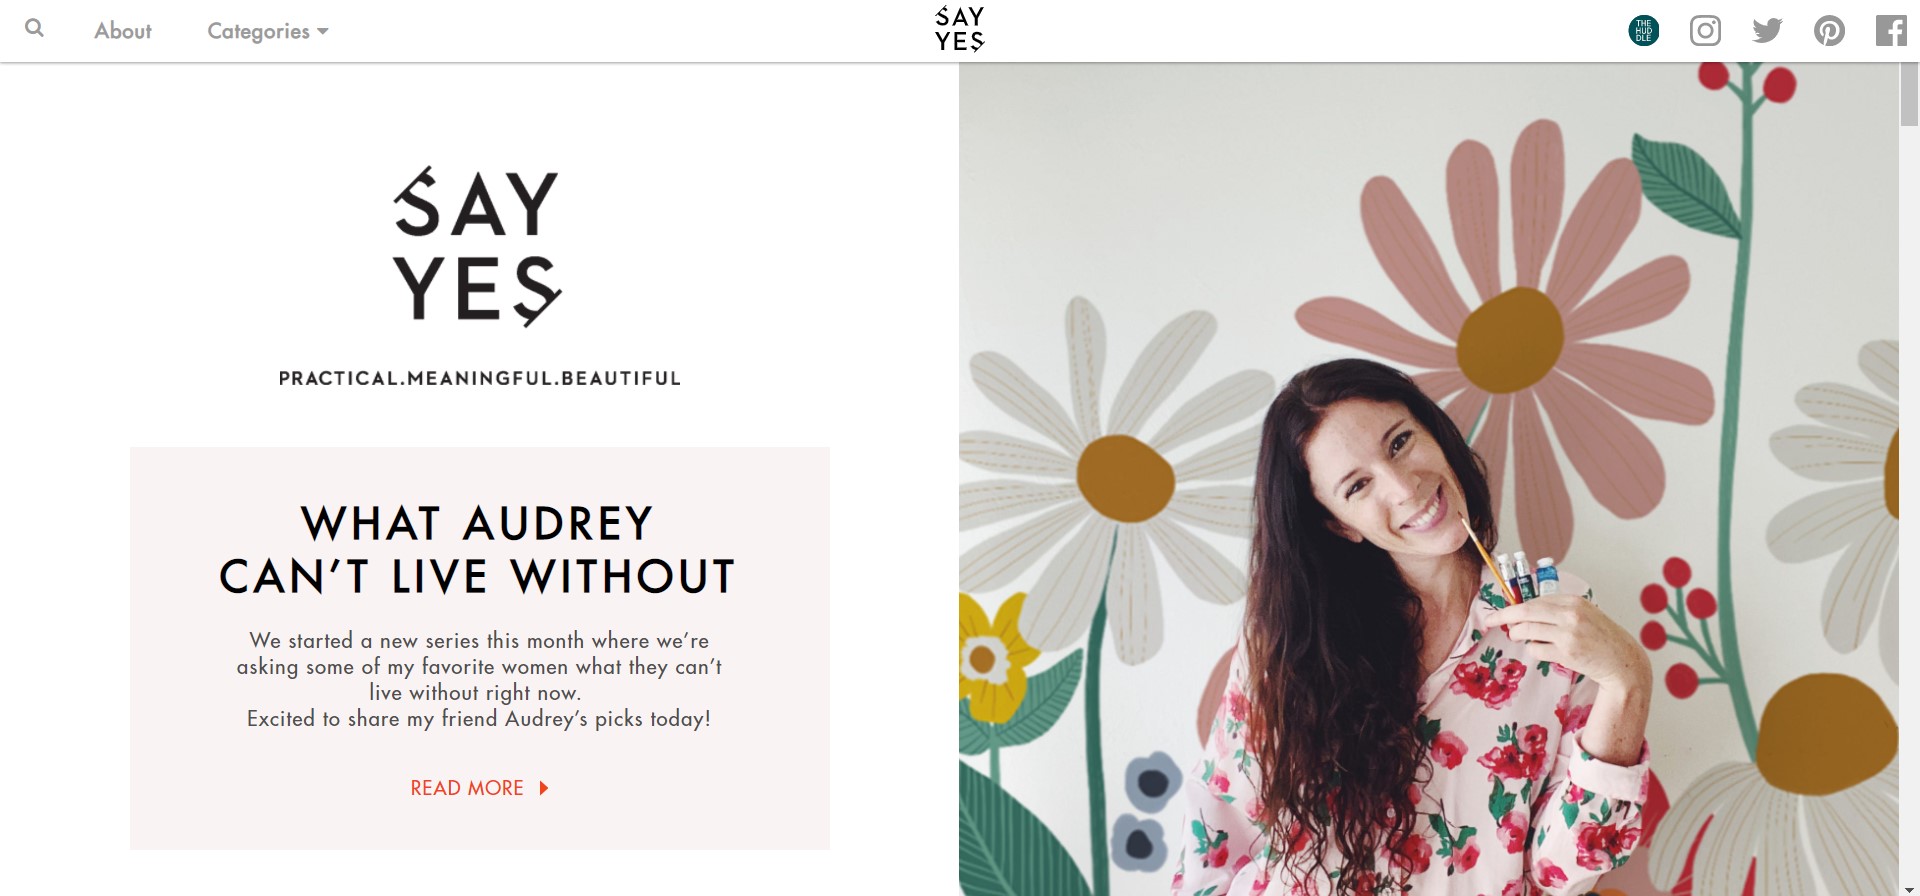 About
Categories
SAY
YES
THE
HUD
DLE
SAY
YES
PRACTICAL.MEANINGFUL.BEAUTIFUL
WHAT AUDREY
CAN'T LIVE WITHOUT
We started a new series this month where we're
asking some of my favorite women what they can't
live without right now.
Excited to share my friend Audrey's picks today!
READ MORE